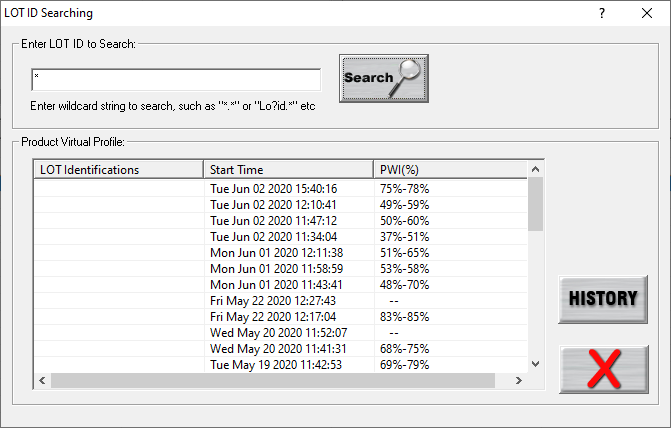 LOT ID Searching
Enter LOT ID to Search:
*
Search
Enter wildcard string to search, such as "*.*" or "Lo?id.*" etc
Product Virtual Profile:
LOT Identifications Start Time PWI(%)
Tue Jun 02 2020 15:40:16 75%-78%
Tue Jun 02 2020 12:10:41 49%-59%
Tue Jun 02 2020 11:47:12 50%-60%
Tue Jun 02 2020 11:34:04 37%-51%
Mon Jun 01 2020 12:11:38 51%-65%
Mon Jun 01 2020 11:58:59 53%-58%
Mon Jun 01 2020 11:43:41 48%-70%
Fri May 22 2020 12:27:43 --
Fri May 22 2020 12:17:04 83%-85%
Wed May 20 2020 11:52:07 --
Wed May 20 2020 11:41:31 68%-75%
Tue May 19 2020 11:42:53 69%-79%
HISTORY